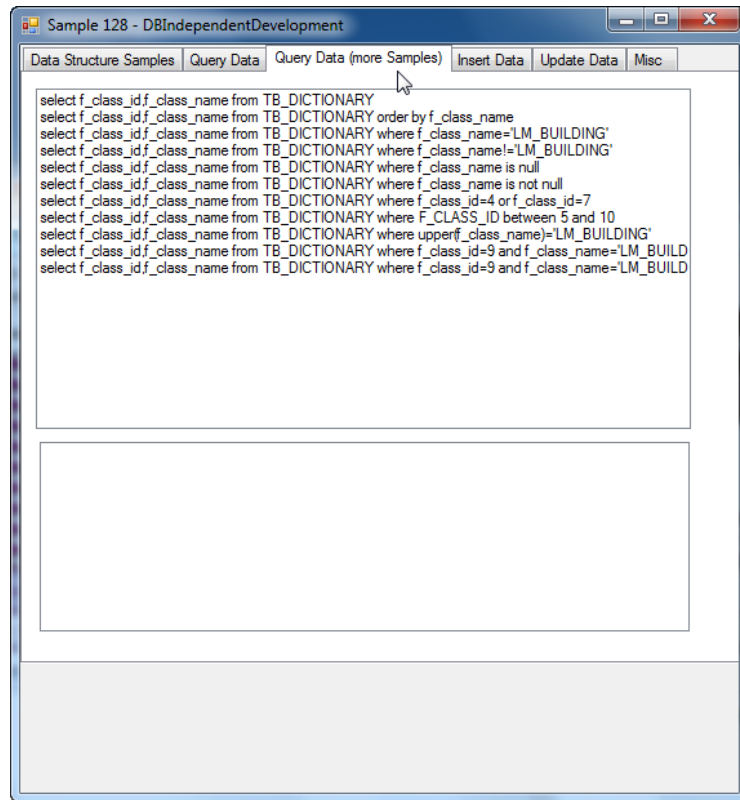 Sample 128 - DBIndependentDevelopment
Data Structure Samples Query Data Query Data (more Samples) Insert Data Update Data Misc
select f_class_id,f_class_name from TB_DICTIONARY
select f_class_id,f_class_name from TB_DICTIONARY order by f_class_name
select f_class_id,f_class_name from TB_DICTIONARY where f_class_name='LM_BUILDING'
select f_class_id,f_class_name from TB_DICTIONARY where f_class_name!='LM_BUILDING'
select f_class_id,f_class_name from TB_DICTIONARY where f_class_name is null
select f_class_id,f_class_name from TB_DICTIONARY where f_class_name is not null
select f_class_id,f_class_name from TB_DICTIONARY where f_class_id=4 or f_class_id=7
select f_class_id,f_class_name from TB_DICTIONARY where F_CLASS_ID between 5 and 10
select f_class_id,f_class_name from TB_DICTIONARY where upper(f_class_name)='LM_BUILDING'
select f_class_id,f_class_name from TB_DICTIONARY where f_class_id=9 and f_class_name='LM_BUILD
select f_class_id,f_class_name from TB_DICTIONARY where f_class_id=9 and f_class_name='LM_BUILD